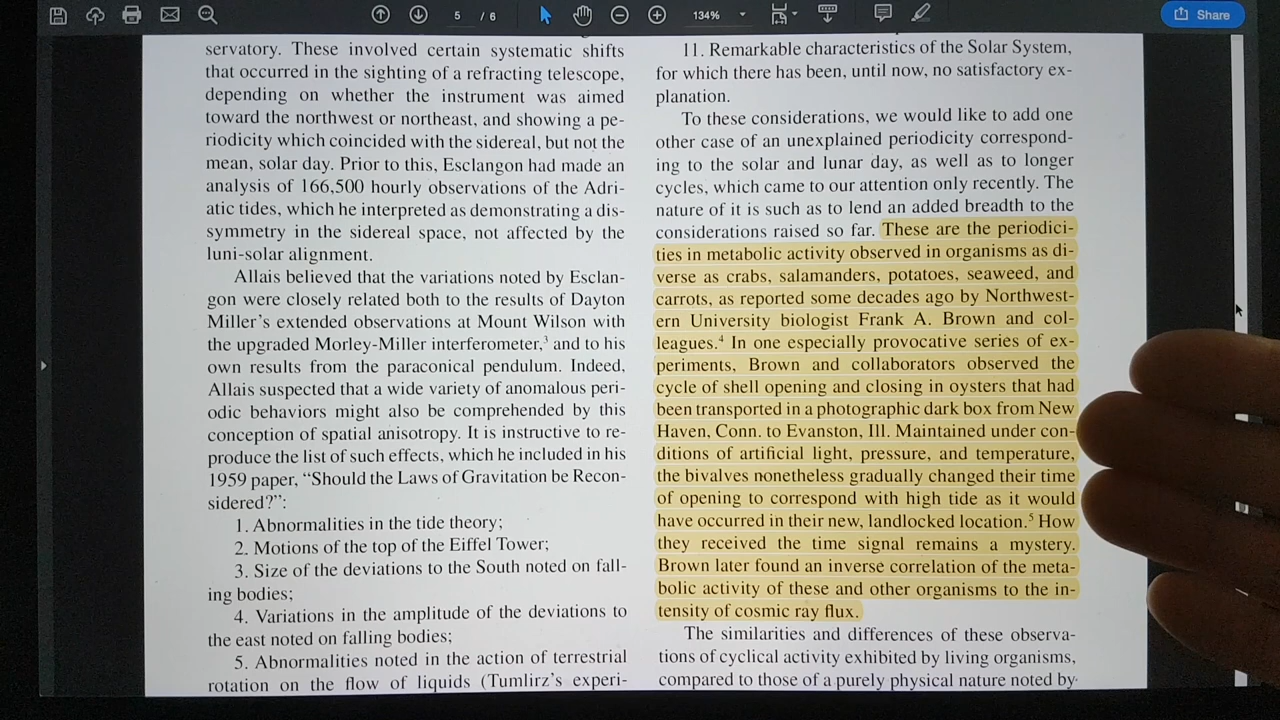 5 / 6
134%
Share
servatory. These involved certain systematic shifts
that occurred in the sighting of a refracting telescope,
depending on whether the instrument was aimed
toward the northwest or northeast, and showing a pe-
riodicity which coincided with the sidereal, but not the
mean, solar day. Prior to this, Esclangon had made an
analysis of 166,500 hourly observations of the Adri-
atic tides, which he interpreted as demonstrating a dis-
symmetry in the sidereal space, not affected by the
luni-solar alignment.
Allais believed that the variations noted by Esclan-
gon were closely related both to the results of Dayton
Miller's extended observations at Mount Wilson with
the upgraded Morley-Miller interferometer,³ and to his
own results from the paraconical pendulum. Indeed,
Allais suspected that a wide variety of anomalous peri-
odic behaviors might also be comprehended by this
conception of spatial anisotropy. It is instructive to re-
produce the list of such effects, which he included in his
1959 paper, “Should the Laws of Gravitation be Recon-
sidered?”:
1. Abnormalities in the tide theory;
2. Motions of the top of the Eiffel Tower;
3. Size of the deviations to the South noted on fall-
ing bodies;
4. Variations in the amplitude of the deviations to
the east noted on falling bodies;
5. Abnormalities noted in the action of terrestrial
rotation on the flow of liquids (Tumlirz's experi-
11. Remarkable characteristics of the Solar System,
for which there has been, until now, no satisfactory ex-
planation.
To these considerations, we would like to add one
other case of an unexplained periodicity correspond-
ing to the solar and lunar day, as well as to longer
cycles, which came to our attention only recently. The
nature of it is such as to lend an added breadth to the
considerations raised so far. These are the periodici-
ties in metabolic activity observed in organisms as di-
verse as crabs, salamanders, potatoes, seaweed, and
carrots, as reported some decades ago by Northwest-
ern University biologist Frank A. Brown and col-
leagues.⁴ In one especially provocative series of ex-
periments, Brown and collaborators observed the
cycle of shell opening and closing in oysters that had
been transported in a photographic dark box from New
Haven, Conn. to Evanston, Ill. Maintained under con-
ditions of artificial light, pressure, and temperature,
the bivalves nonetheless gradually changed their time
of opening to correspond with high tide as it would
have occurred in their new, landlocked location.⁵ How
they received the time signal remains a mystery.
Brown later found an inverse correlation of the meta-
bolic activity of these and other organisms to the in-
tensity of cosmic ray flux.
The similarities and differences of these observa-
tions of cyclical activity exhibited by living organisms,
compared to those of a purely physical nature noted by